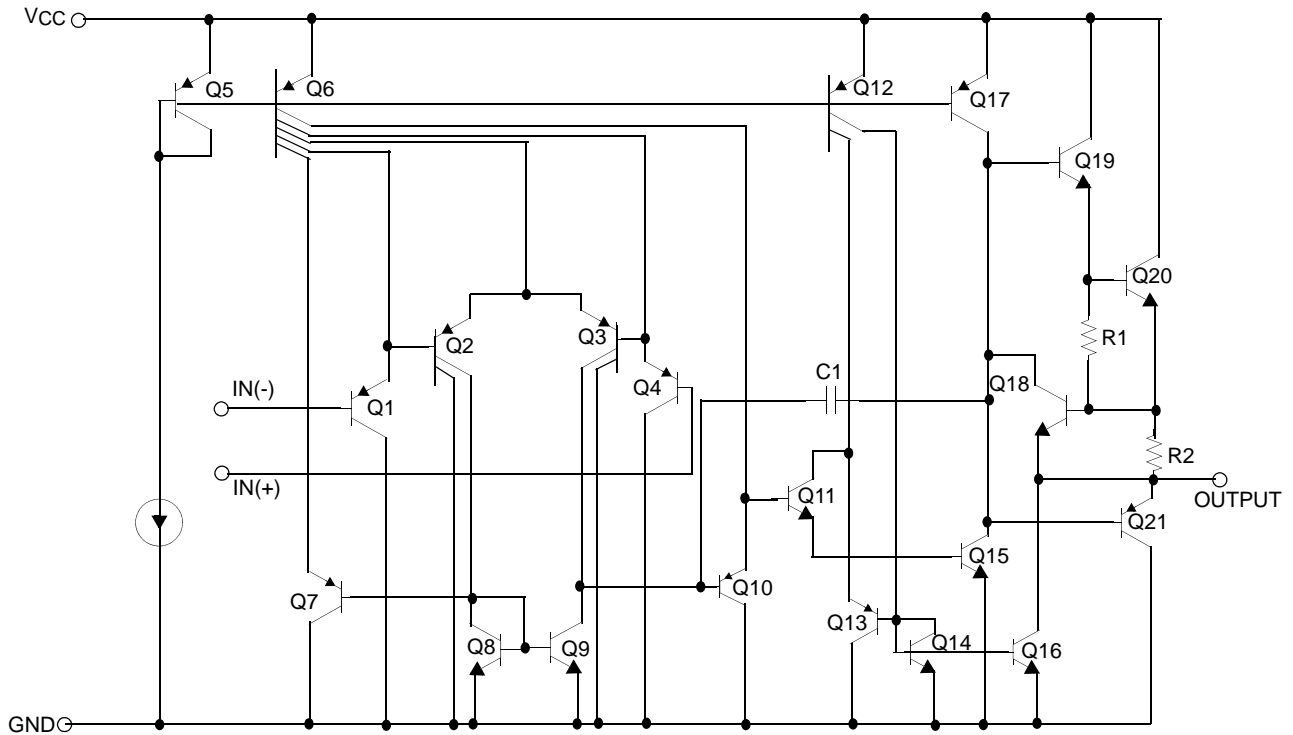 VCC
Q5
Q6
Q12
Q17
Q19
Q20
Q2
Q3
R1
C1
Q18
Q4
IN(-)
Q1
R2
IN(+)
Q11
OUTPUT
Q21
Q15
Q10
Q7
Q13
Q8
Q9
Q14
Q16
GND